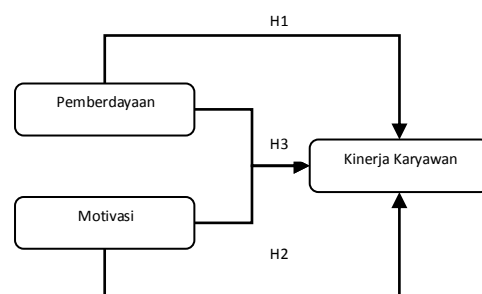 H1
Pemberdayaan
H3
Kinerja Karyawan
Motivasi
H2